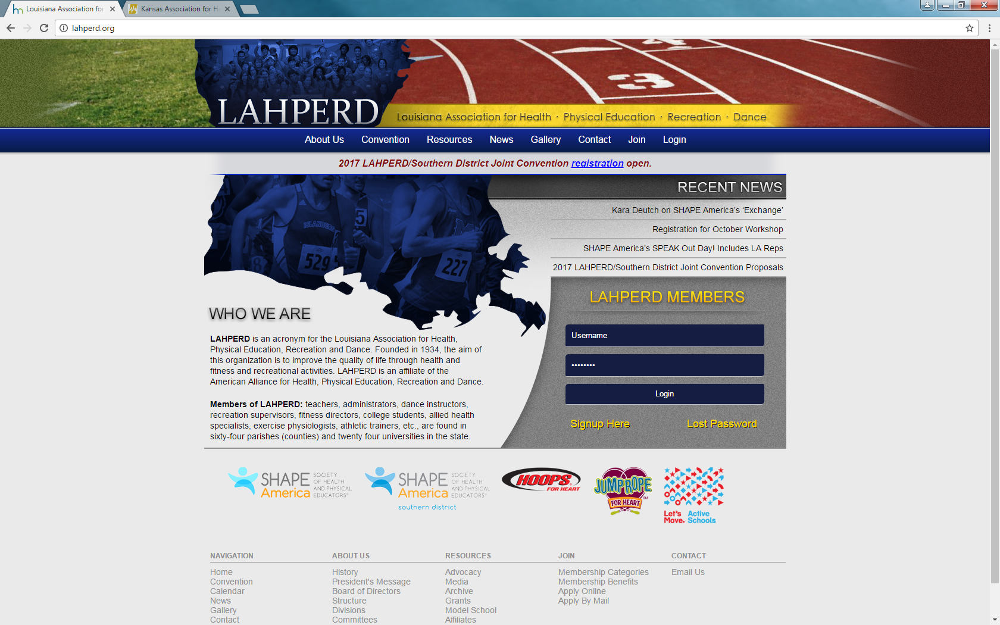 Louisiana Association for
Kansas Association for He
lahperd.org
3
LAHPERD
Louisiana Association for Health · Physical Education · Recreation · Dance
About Us Convention Resources News Gallery Contact Join Login
2017 LAHPERD/Southern District Joint Convention registration open.
RECENT NEWS
Kara Deutch on SHAPE America's 'Exchange'
Registration for October Workshop
SHAPE America's SPEAK Out Day! Includes LA Reps
2017 LAHPERD/Southern District Joint Convention Proposals
ISLANDERS
5
529
227
WHO WE ARE
LAHPERD is an acronym for the Louisiana Association for Health,
Physical Education, Recreation and Dance. Founded in 1934, the aim of
this organization is to improve the quality of life through health and
fitness and recreational activities. LAHPERD is an affiliate of the
American Alliance for Health, Physical Education, Recreation and Dance.
Members of LAHPERD: teachers, administrators, dance instructors,
recreation supervisors, fitness directors, college students, allied health
specialists, exercise physiologists, athletic trainers, etc., are found in
sixty-four parishes (counties) and twenty four universities in the state.
LAHPERD MEMBERS
Username
••••••••
Login
Signup Here Lost Password
SHAPE America SOCIETY OF HEALTH AND PHYSICAL EDUCATORS
SHAPE America SOCIETY OF HEALTH AND PHYSICAL EDUCATORS
southern district
HOOPS FOR HEART
JUMP ROPE FOR HEART
Let's Move. Active Schools
NAVIGATION ABOUT US RESOURCES JOIN CONTACT
Home History Advocacy Membership Categories Email Us
Convention President's Message Media Membership Benefits
Calendar Board of Directors Archive Apply Online
News Structure Grants Apply By Mail
Gallery Divisions Model School
Contact Committees Affiliates